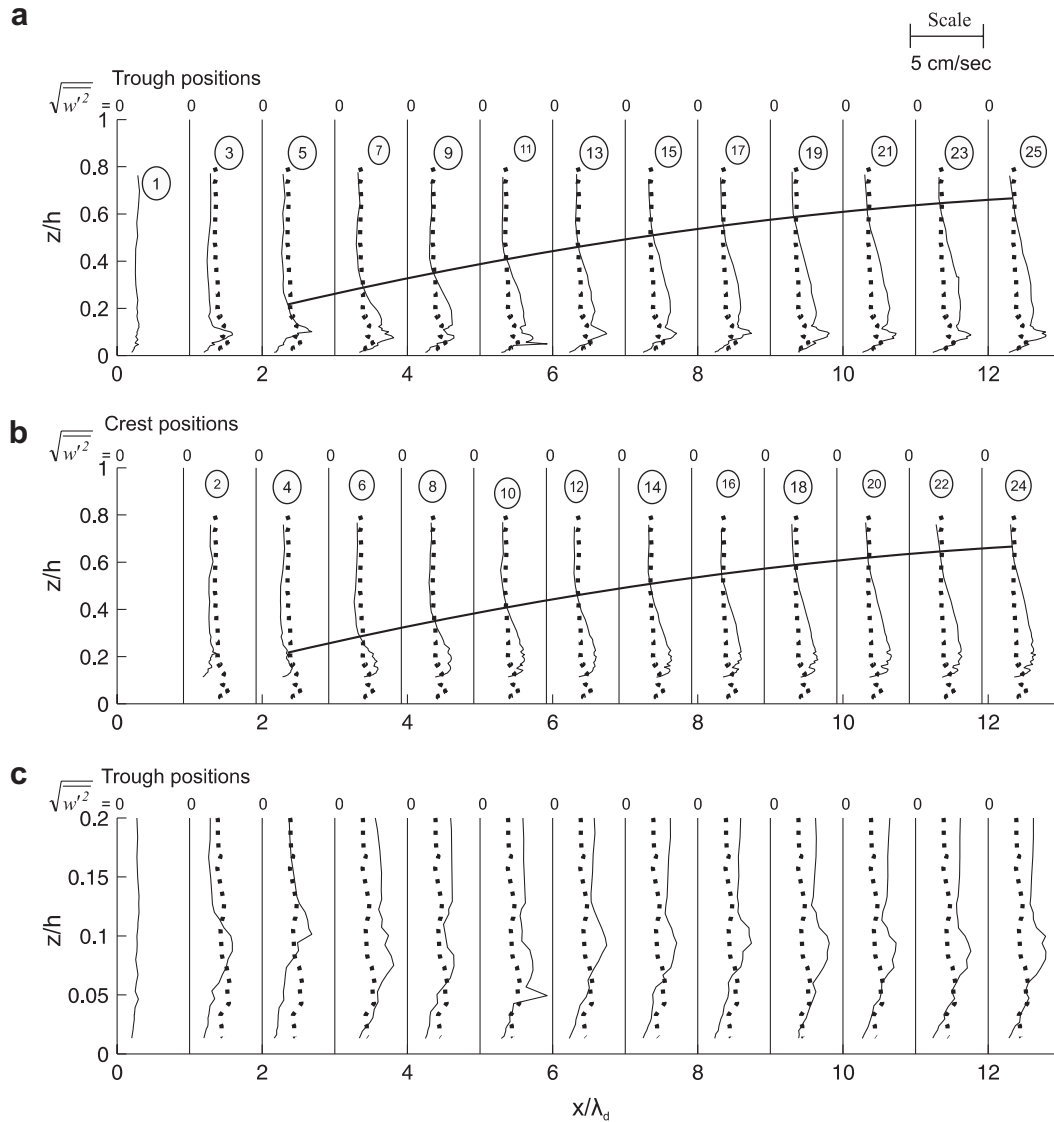 a
Scale
5 cm/sec
Trough positions
√w'² = 0 0 0 0 0 0 0 0 0 0 0 0 0
1
0.8
0.6
0.4
0.2
0
z/h
1 3 5 7 9 11 13 15 17 19 21 23 25
0 2 4 6 8 10 12
b
Crest positions
√w'² = 0 0 0 0 0 0 0 0 0 0 0 0
1
0.8
0.6
0.4
0.2
0
z/h
2 4 6 8 10 12 14 16 18 20 22 24
0 2 4 6 8 10 12
c
Trough positions
√w'² = 0 0 0 0 0 0 0 0 0 0 0 0 0
0.2
0.15
0.1
0.05
0
z/h
0 2 4 6 8 10 12
x/λd